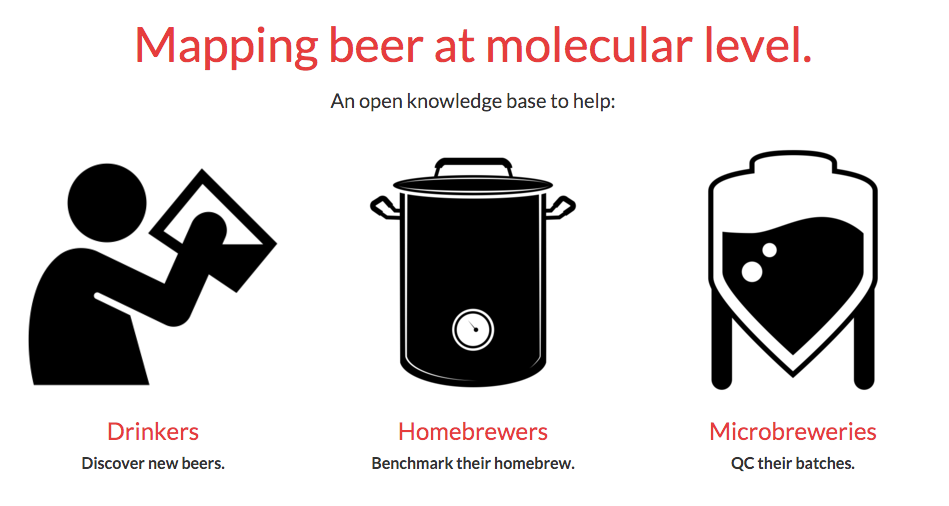 Mapping beer at molecular level.
An open knowledge base to help:
Drinkers
Discover new beers.
Homebrewers
Benchmark their homebrew.
Microbreweries
QC their batches.